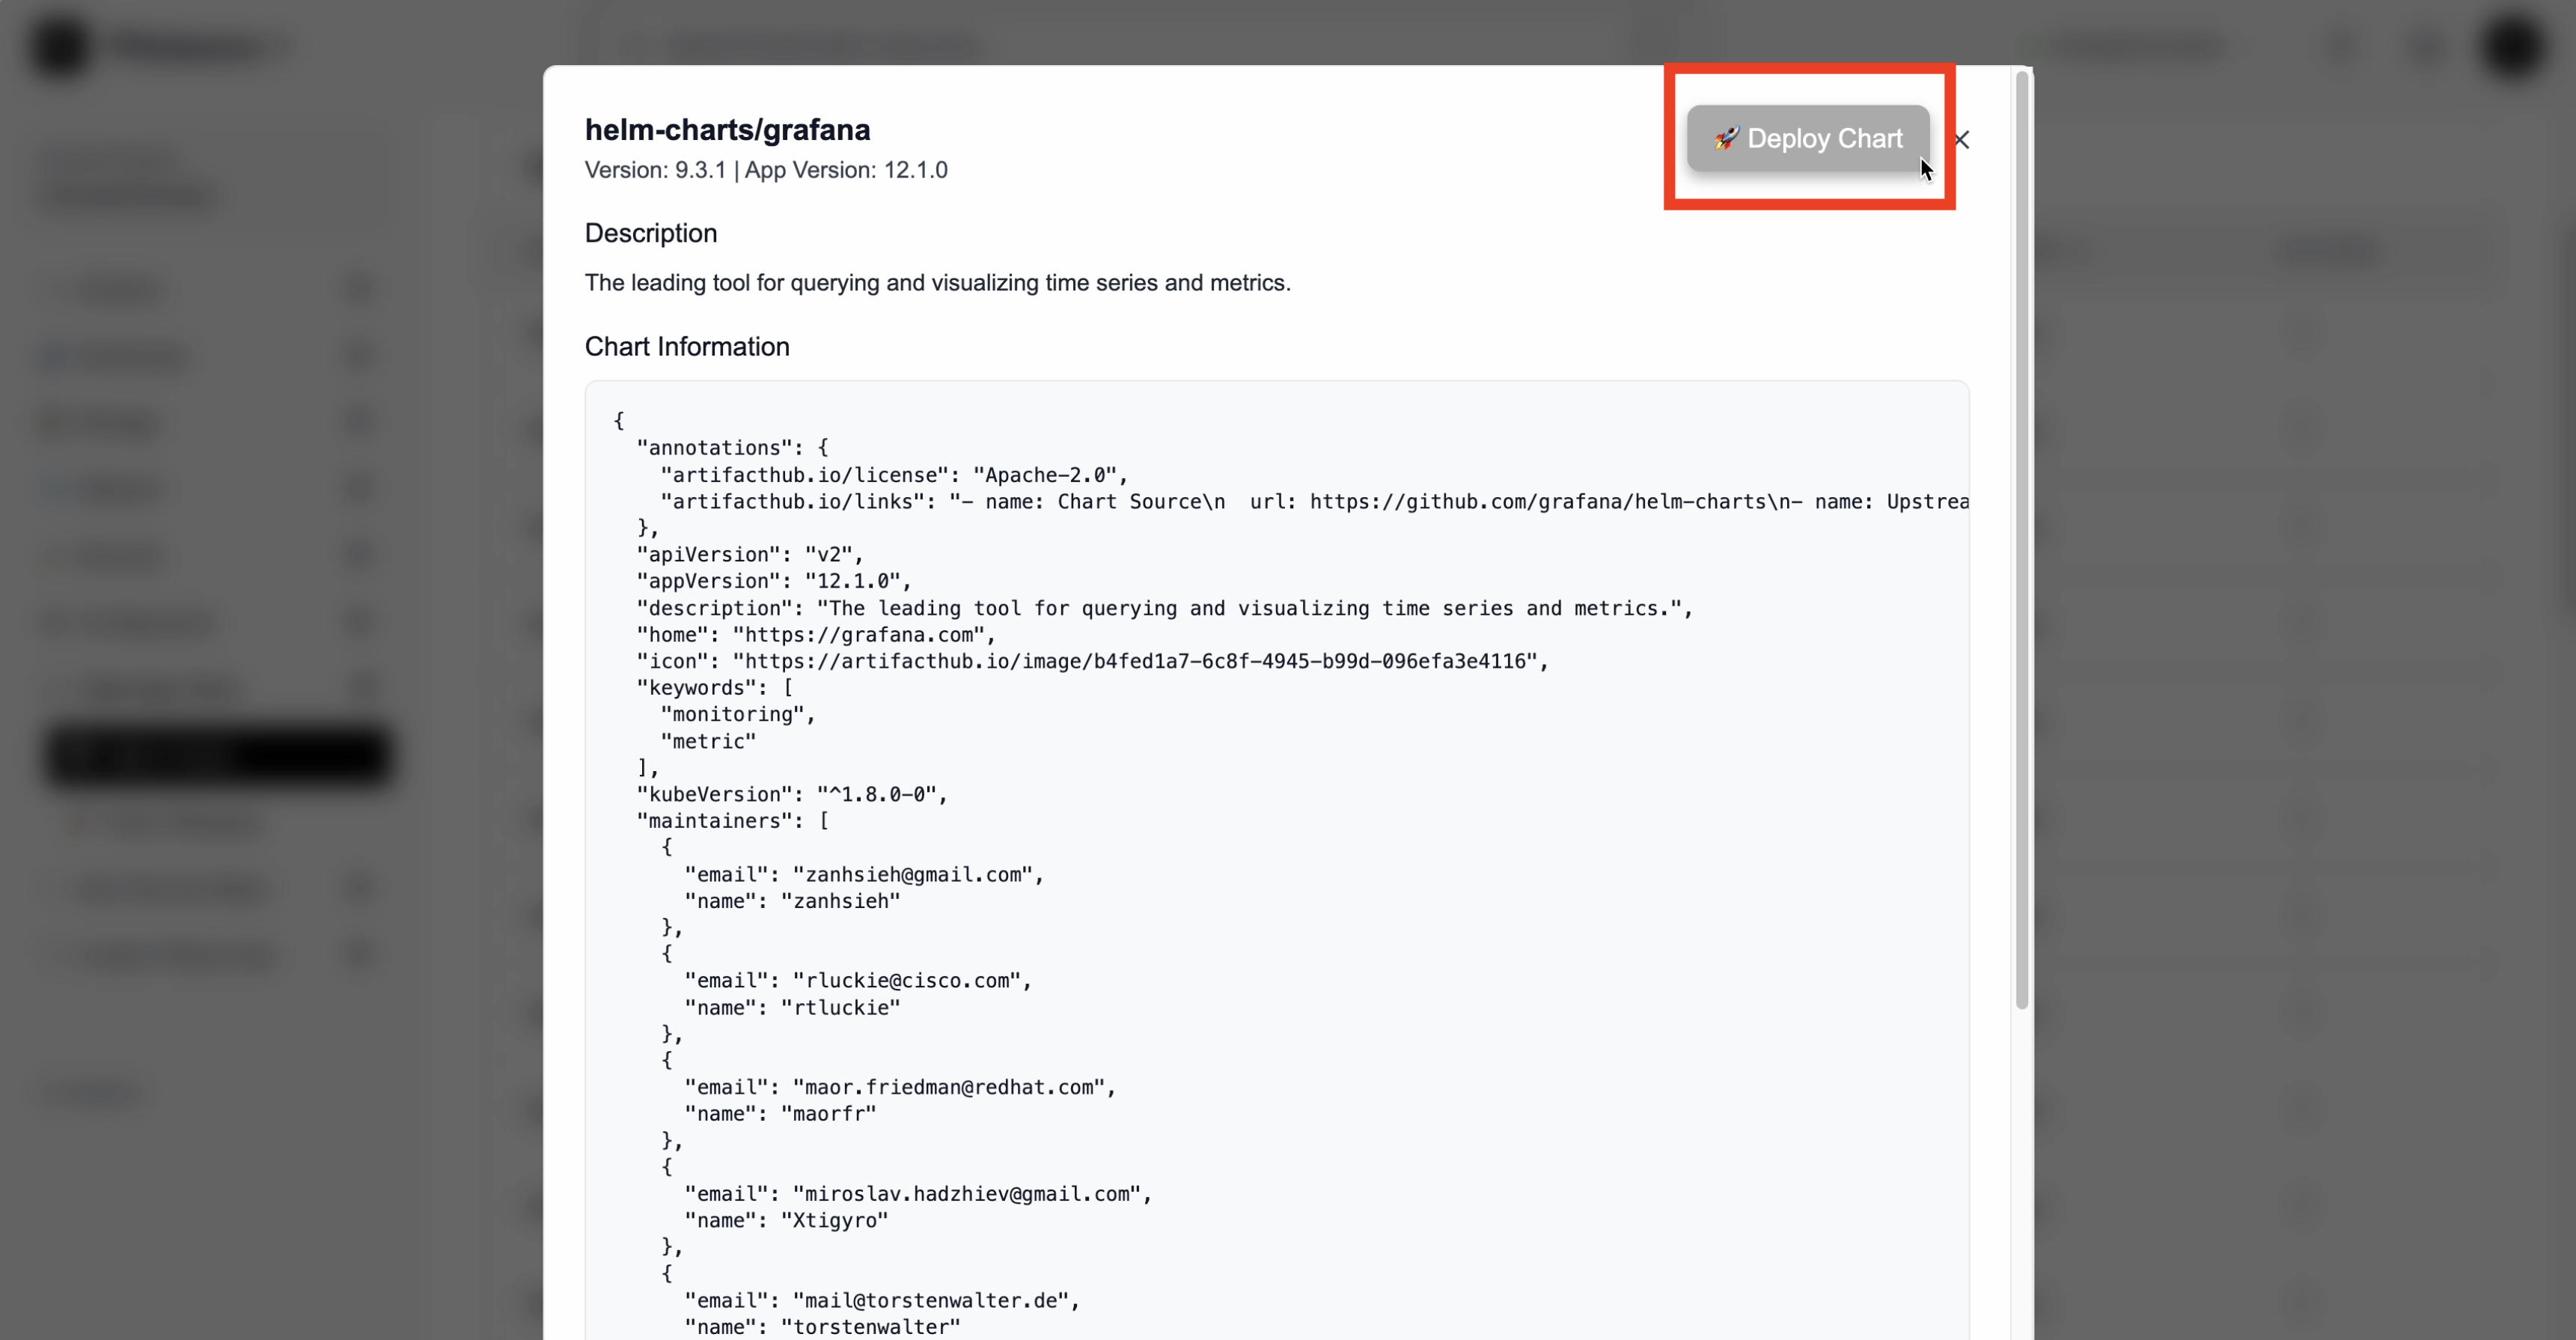 helm-charts/grafana
🚀 Deploy Chart
Version: 9.3.1 | App Version: 12.1.0
Description
The leading tool for querying and visualizing time series and metrics.
Chart Information
{
  "annotations": {
    "artifacthub.io/license": "Apache-2.0",
    "artifacthub.io/links": "- name: Chart Source\n  url: https://github.com/grafana/helm-charts\n- name: Upstrea
  },
  "apiVersion": "v2",
  "appVersion": "12.1.0",
  "description": "The leading tool for querying and visualizing time series and metrics.",
  "home": "https://grafana.com",
  "icon": "https://artifacthub.io/image/b4fed1a7-6c8f-4945-b99d-096efa3e4116",
  "keywords": [
    "monitoring",
    "metric"
  ],
  "kubeVersion": "^1.8.0-0",
  "maintainers": [
    {
      "email": "zanhsieh@gmail.com",
      "name": "zanhsieh"
    },
    {
      "email": "rluckie@cisco.com",
      "name": "rtluckie"
    },
    {
      "email": "maor.friedman@redhat.com",
      "name": "maorfr"
    },
    {
      "email": "miroslav.hadzhiev@gmail.com",
      "name": "Xtigyro"
    },
    {
      "email": "mail@torstenwalter.de",
      "name": "torstenwalter"